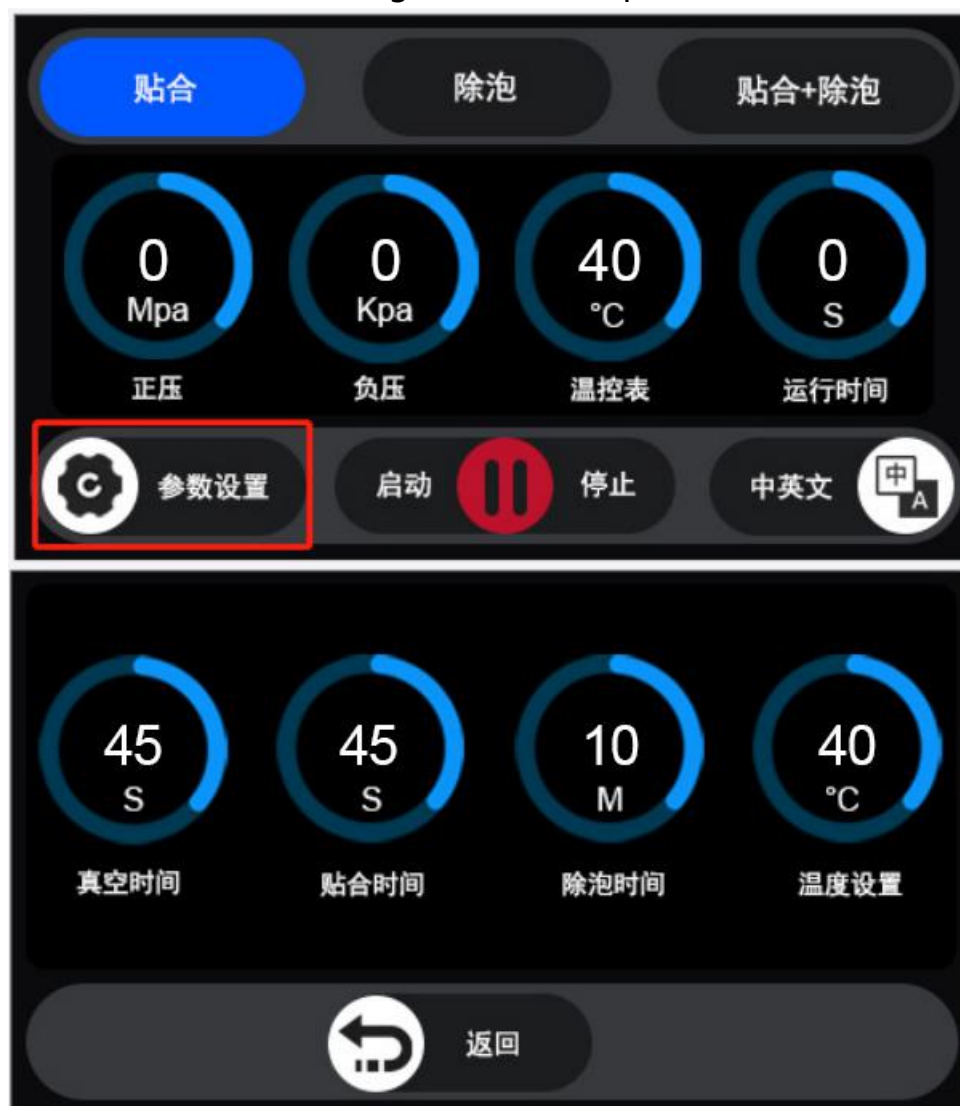 贴合 除泡 贴合+除泡
0 0 40 0
Mpa Kpa °C S
正压 负压 温控表 运行时间
参数设置 启动 停止 中英文 中 A
45 45 10 40
S S M °C
真空时间 贴合时间 除泡时间 温度设置
返回